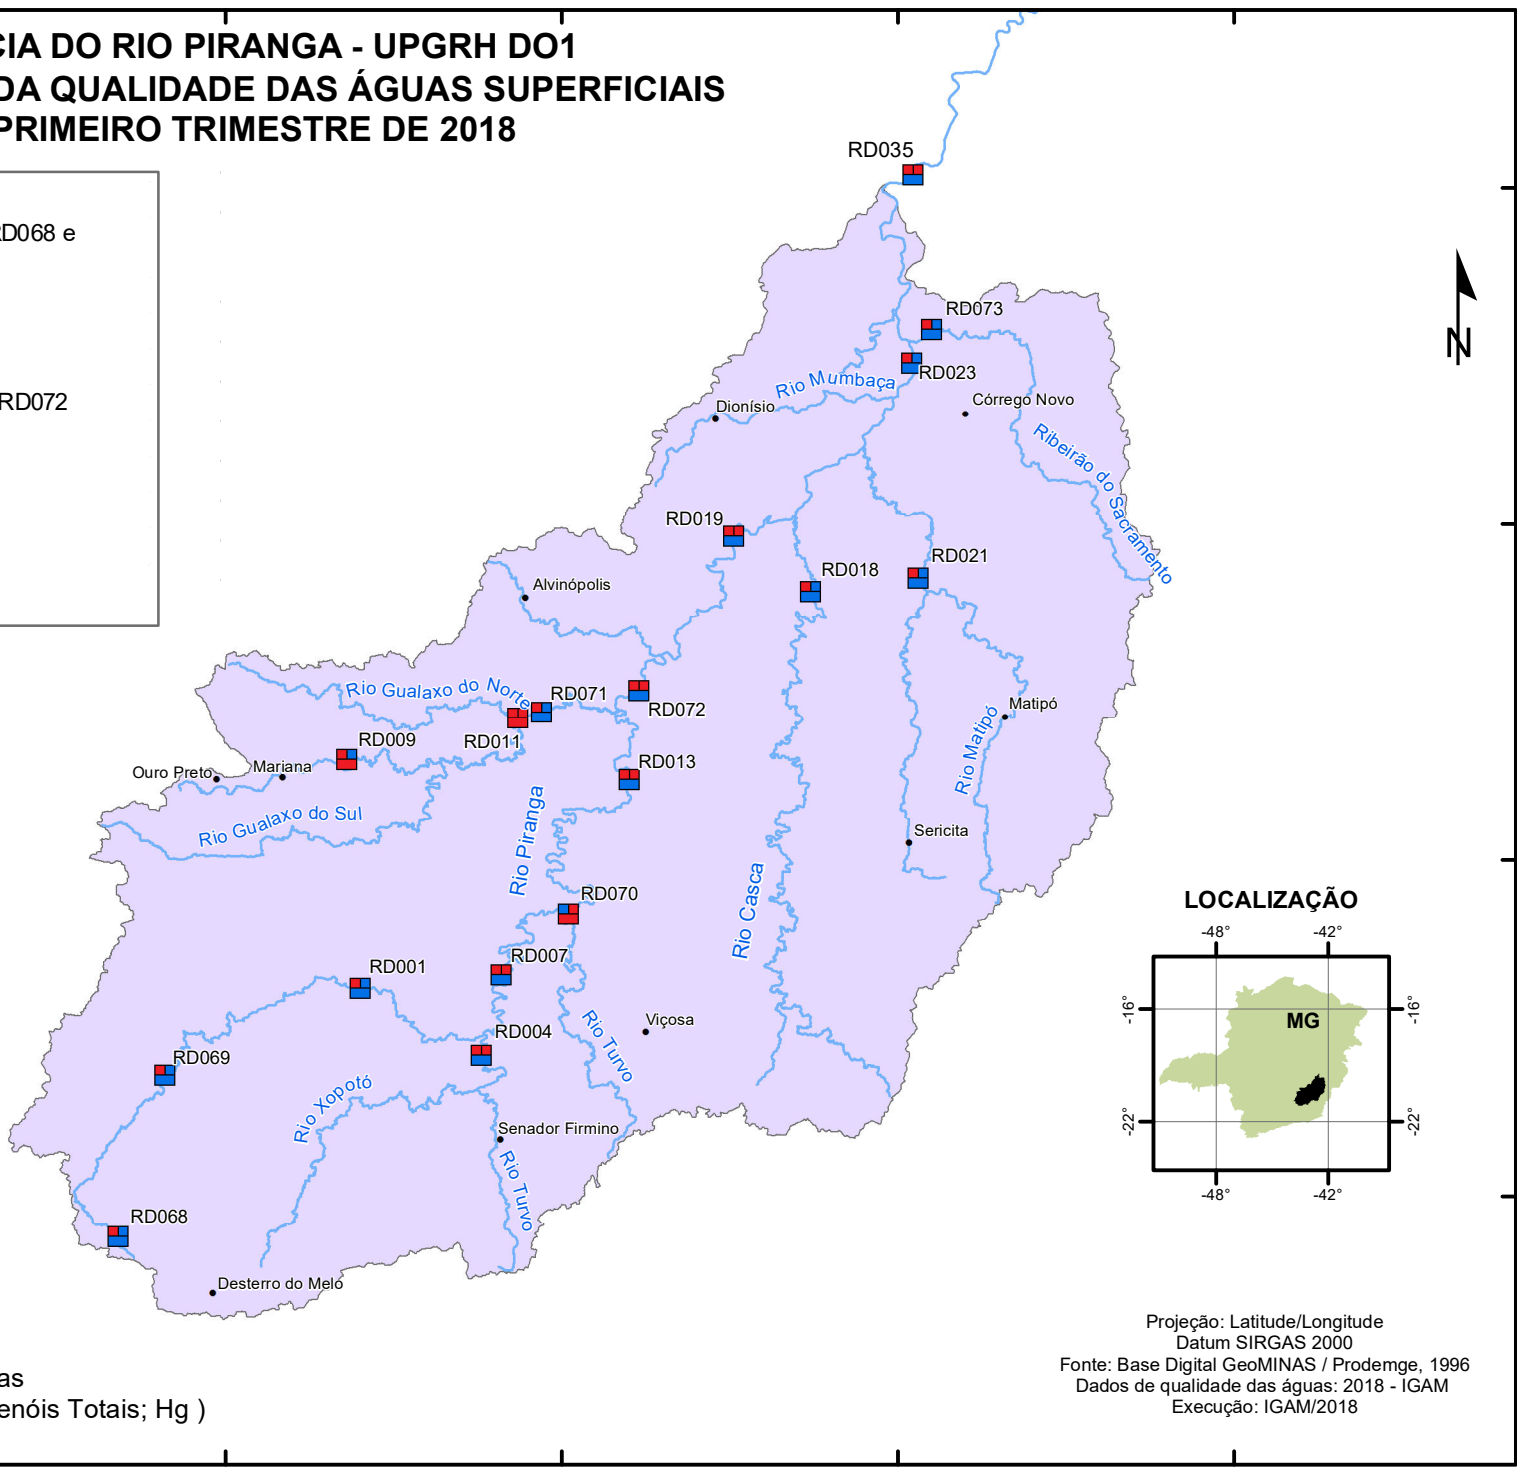 CIA DO RIO PIRANGA - UPGRH DO1
DA QUALIDADE DAS ÁGUAS SUPERFICIAIS
PRIMEIRO TRIMESTRE DE 2018
RD068 e
RD072
RD035
RD073
RD023
Rio Mumbaça
Dionísio
Córrego Novo
Ribeirão do Sacramento
RD019
RD018
RD021
Alvinópolis
Rio Gualaxo do Norte
RD071
RD072
RD011
RD009
RD013
Ouro Preto
Mariana
Rio Gualaxo do Sul
Rio Piranga
Rio Matipó
Matipó
Sericita
Rio Casca
RD070
RD007
RD001
RD004
Rio Turvo
Viçosa
RD069
Rio Xopotó
Senador Firmino
Rio Turvo
RD068
Desterro do Melo
N
LOCALIZAÇÃO
-48° -42°
-16° -16°
MG
-22° -22°
-48° -42°
Projeção: Latitude/Longitude
Datum SIRGAS 2000
Fonte: Base Digital GeoMINAS / Prodemge, 1996
Dados de qualidade das águas: 2018 - IGAM
Execução: IGAM/2018
as
enóis Totais; Hg )